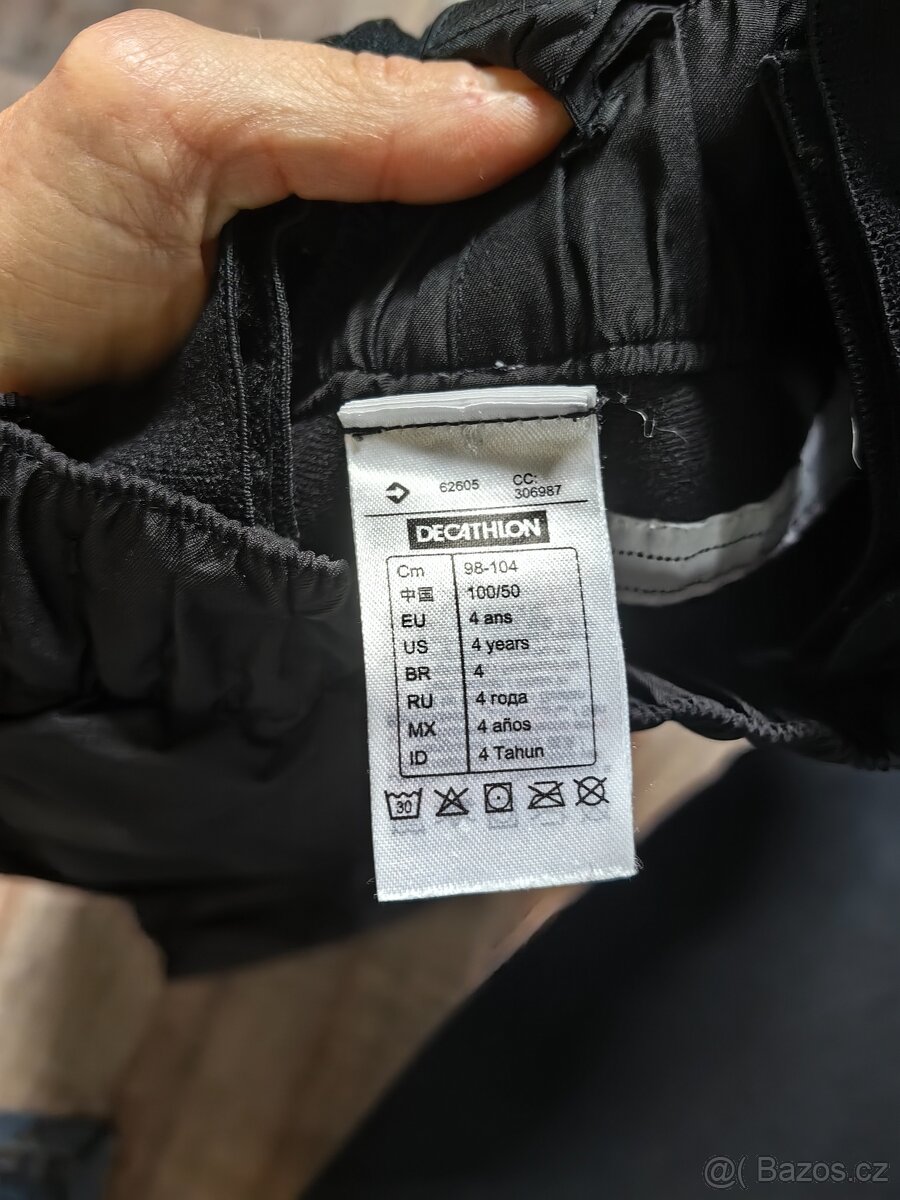 62605 CC:
306987
DECATHLON
Cm 98-104
中国 100/50
EU 4 ans
US 4 years
BR 4
RU 4 года
MX 4 años
ID 4 Tahun
30
@( Bazos.cz